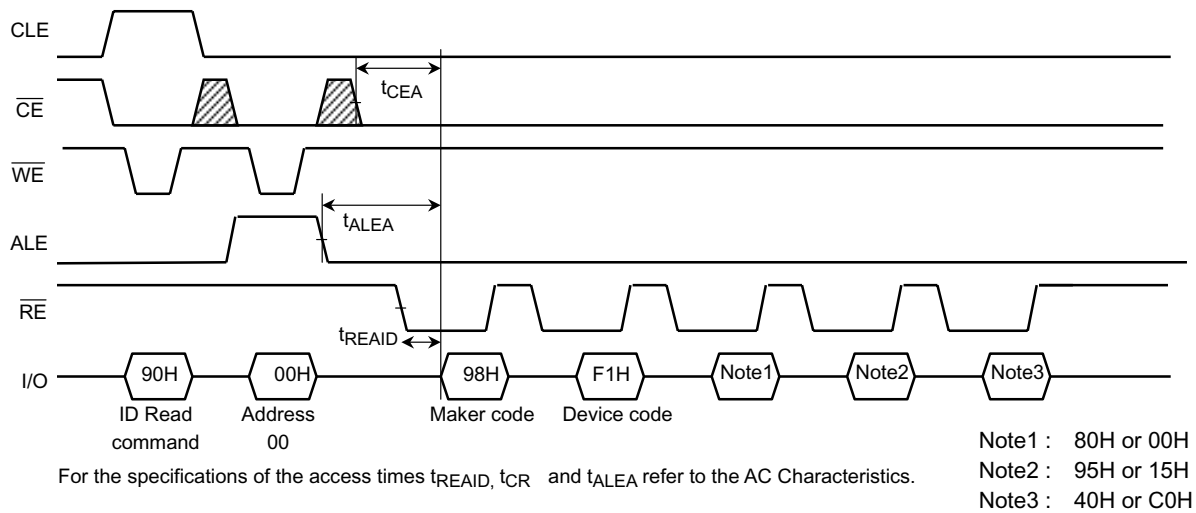 CLE
tCEA
CE
WE
tALEA
ALE
RE
tREAID
I/O 90H 00H 98H F1H Note1 Note2 Note3
ID Read command
Address 00
Maker code
Device code
For the specifications of the access times tREAID, tCR and tALEA refer to the AC Characteristics.
Note1 : 80H or 00H
Note2 : 95H or 15H
Note3 : 40H or C0H